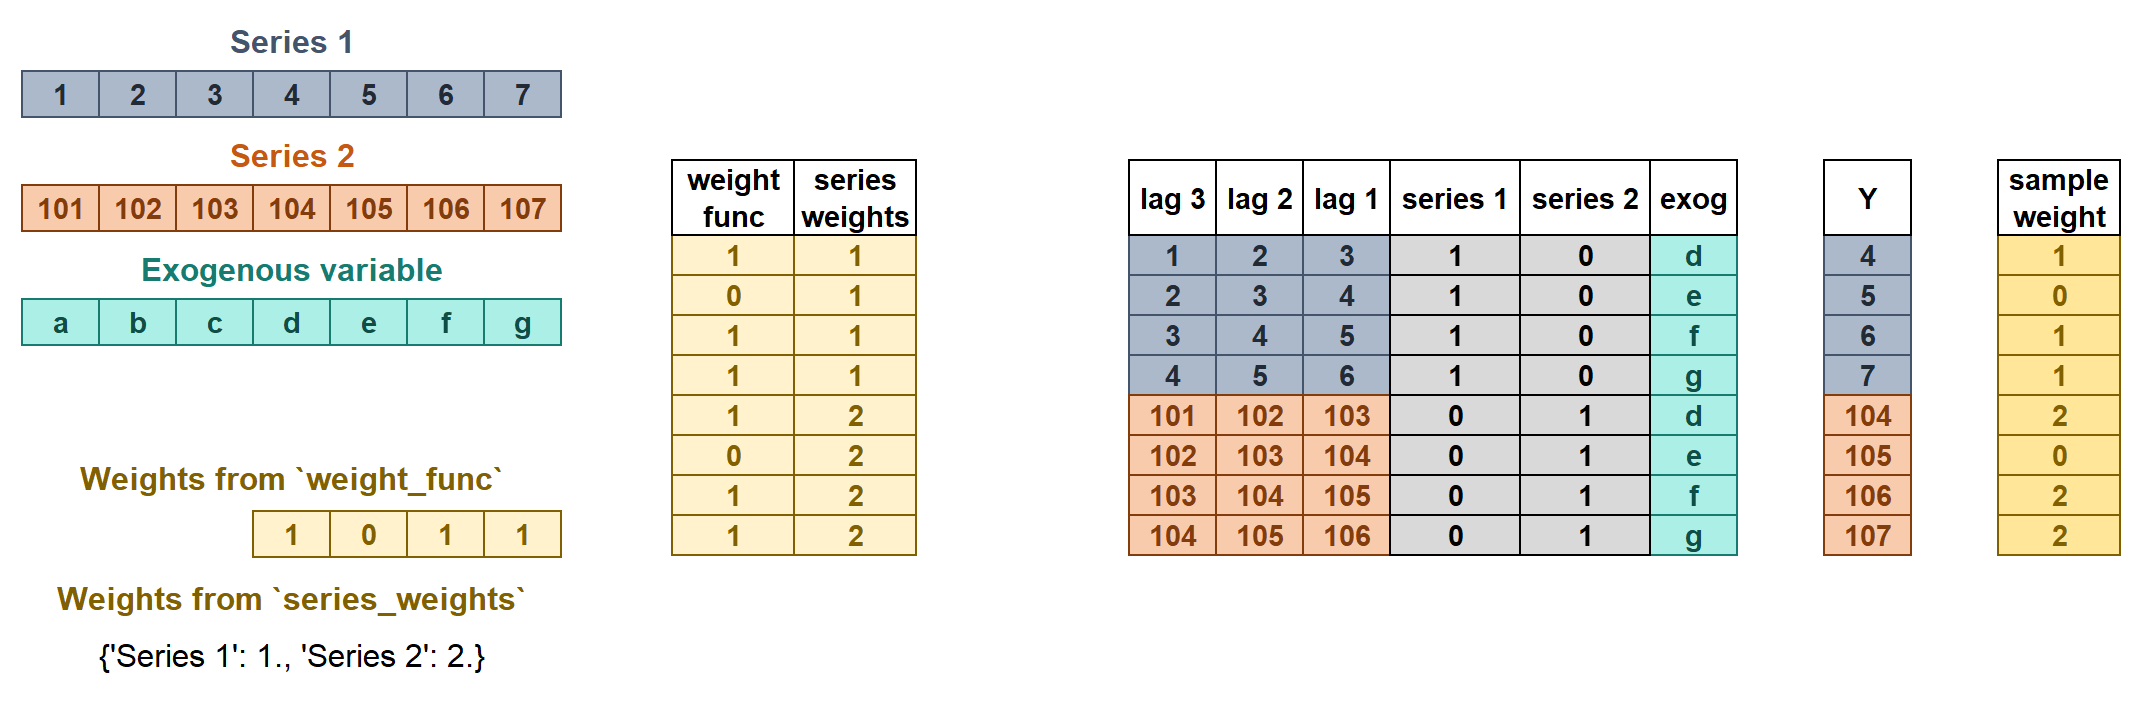 Series 1
1 2 3 4 5 6 7
Series 2
101 102 103 104 105 106 107
Exogenous variable
a b c d e f g
Weights from `weight_func`
1 0 1 1
Weights from `series_weights`
{'Series 1': 1., 'Series 2': 2.}
weight func series weights
1 1
0 1
1 1
1 1
1 2
0 2
1 2
1 2
lag 3 lag 2 lag 1 series 1 series 2 exog
1 2 3 1 0 d
2 3 4 1 0 e
3 4 5 1 0 f
4 5 6 1 0 g
101 102 103 0 1 d
102 103 104 0 1 e
103 104 105 0 1 f
104 105 106 0 1 g
Y
4
5
6
7
104
105
106
107
sample
weight
1
0
1
1
2
0
2
2